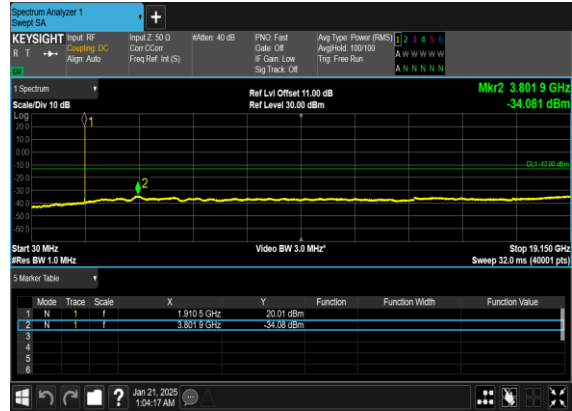 Spectrum Analyzer 1
Swept SA
+
KEYSIGHT
R T
Input: RF
Coupling: DC
Align: Auto
Input Z: 50 Ω
Corr CCorr
Freq Ref: Int (S)
#Atten: 40 dB
PNO: Fast
Gate: Off
IF Gain: Low
Sig Track: Off
Avg Type: Power (RMS)
Avg|Hold: 100/100
Trig: Free Run
1 2 3 4 5 6
A W W W W W
A N N N N N
1 Spectrum
Scale/Div 10 dB
Ref Lvl Offset 11.00 dB
Ref Level 30.00 dBm
Mkr2 3.801 9 GHz
-34.081 dBm
Log
20.0
10.0
0.00
-10.0
-20.0
-30.0
-40.0
-50.0
-60.0
1
2
DL1 -13.00 dBm
Start 30 MHz
#Res BW 1.0 MHz
Video BW 3.0 MHz*
Stop 19.150 GHz
Sweep 32.0 ms (40001 pts)
5 Marker Table
Mode Trace Scale X Y Function Function Width Function Value
1 N 1 f 1.910 5 GHz 20.01 dBm
2 N 1 f 3.801 9 GHz -34.08 dBm
3
4
5
6
?
Jan 21, 2025
1:04:17 AM